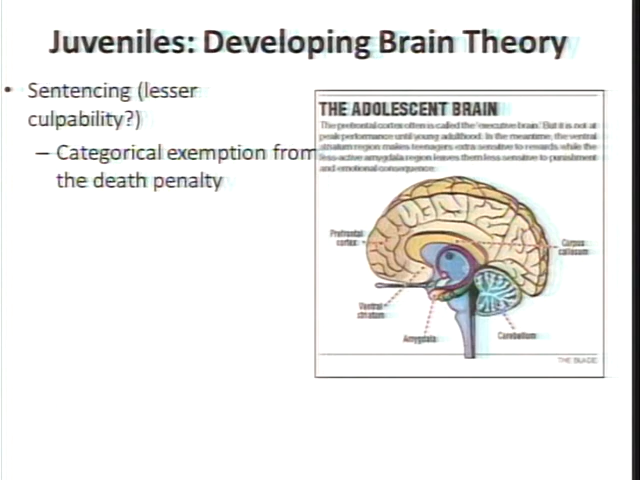 Juveniles: Developing Brain Theory
• Sentencing (lesser
culpability?)
– Categorical exemption from
the death penalty
THE ADOLESCENT BRAIN
The prefrontal cortex often is called the 'executive brain.' But it is not at
peak performance until young adulthood. In the meantime, the ventral
striatum region makes teenagers extra sensitive to rewards while the
less-active amygdala region leaves them less sensitive to punishment
and emotional consequence.
Prefrontal
cortex
Corpus
callosum
Ventral
striatum
Amygdala
Cerebellum
THE BLADE